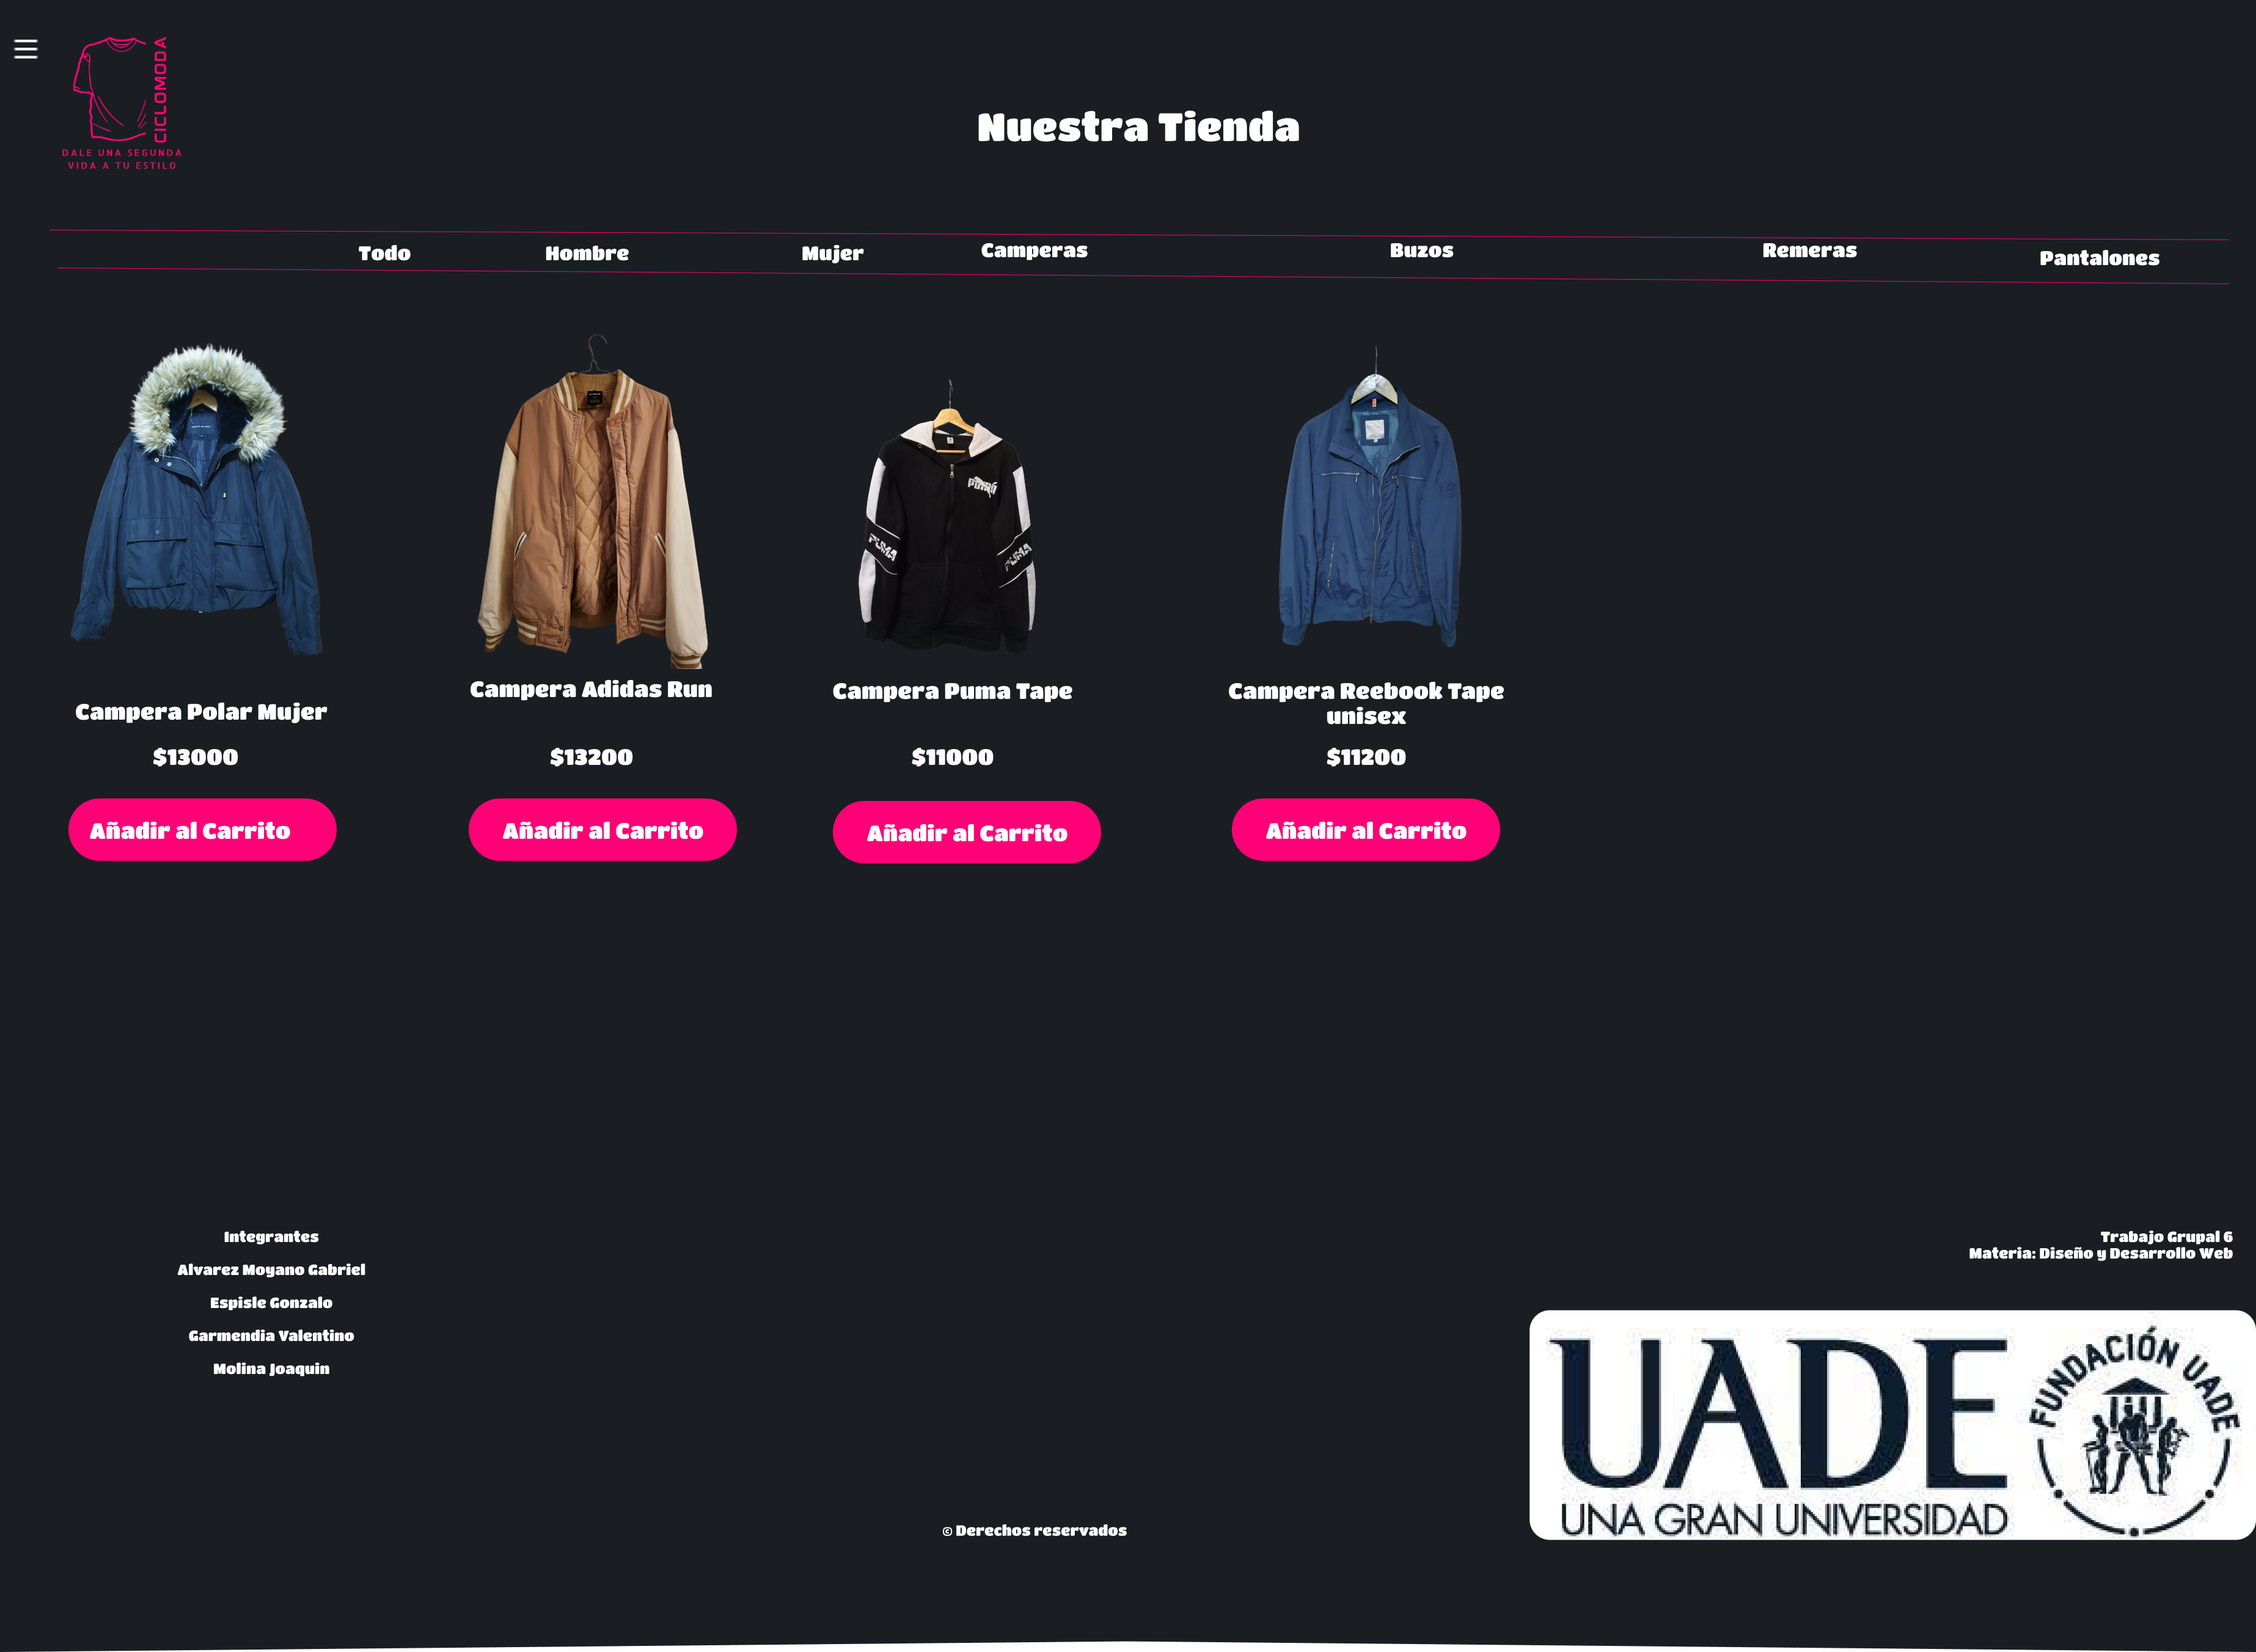 CICLOMODA
DALE UNA SEGUNDA
VIDA A TU ESTILO
Nuestra Tienda
Todo
Hombre
Mujer
Camperas
Buzos
Remeras
Pantalones
PUMA
PUMA
PUMA
Campera Polar Mujer
$13000
Añadir al Carrito
Campera Adidas Run
$13200
Añadir al Carrito
Campera Puma Tape
$11000
Añadir al Carrito
Campera Reebook Tape
unisex
$11200
Añadir al Carrito
Integrantes
Alvarez Moyano Gabriel
Espisle Gonzalo
Garmendia Valentino
Molina Joaquin
© Derechos reservados
Trabajo Grupal 6
Materia: Diseño y Desarrollo Web
UADE
UNA GRAN UNIVERSIDAD
FUNDACIÓN UADE